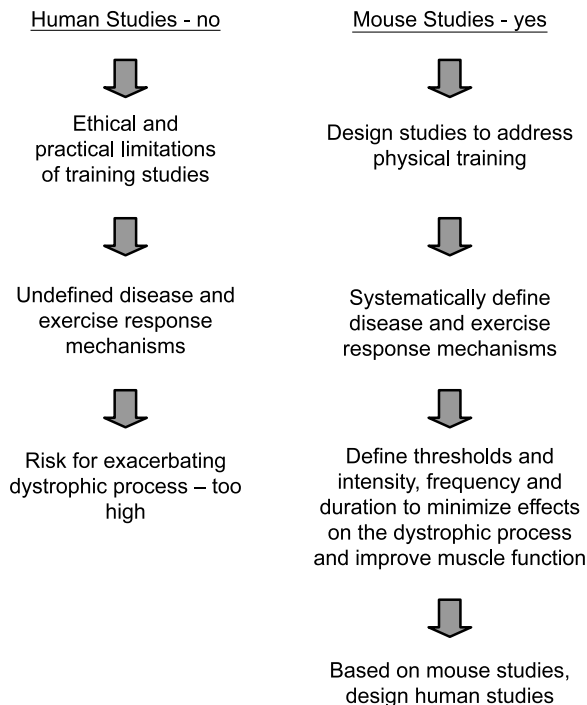 Human Studies - no
Ethical and
practical limitations
of training studies
Undefined disease and
exercise response
mechanisms
Risk for exacerbating
dystrophic process – too
high
Mouse Studies - yes
Design studies to address
physical training
Systematically define
disease and exercise
response mechanisms
Define thresholds and
intensity, frequency and
duration to minimize effects
on the dystrophic process
and improve muscle function
Based on mouse studies,
design human studies